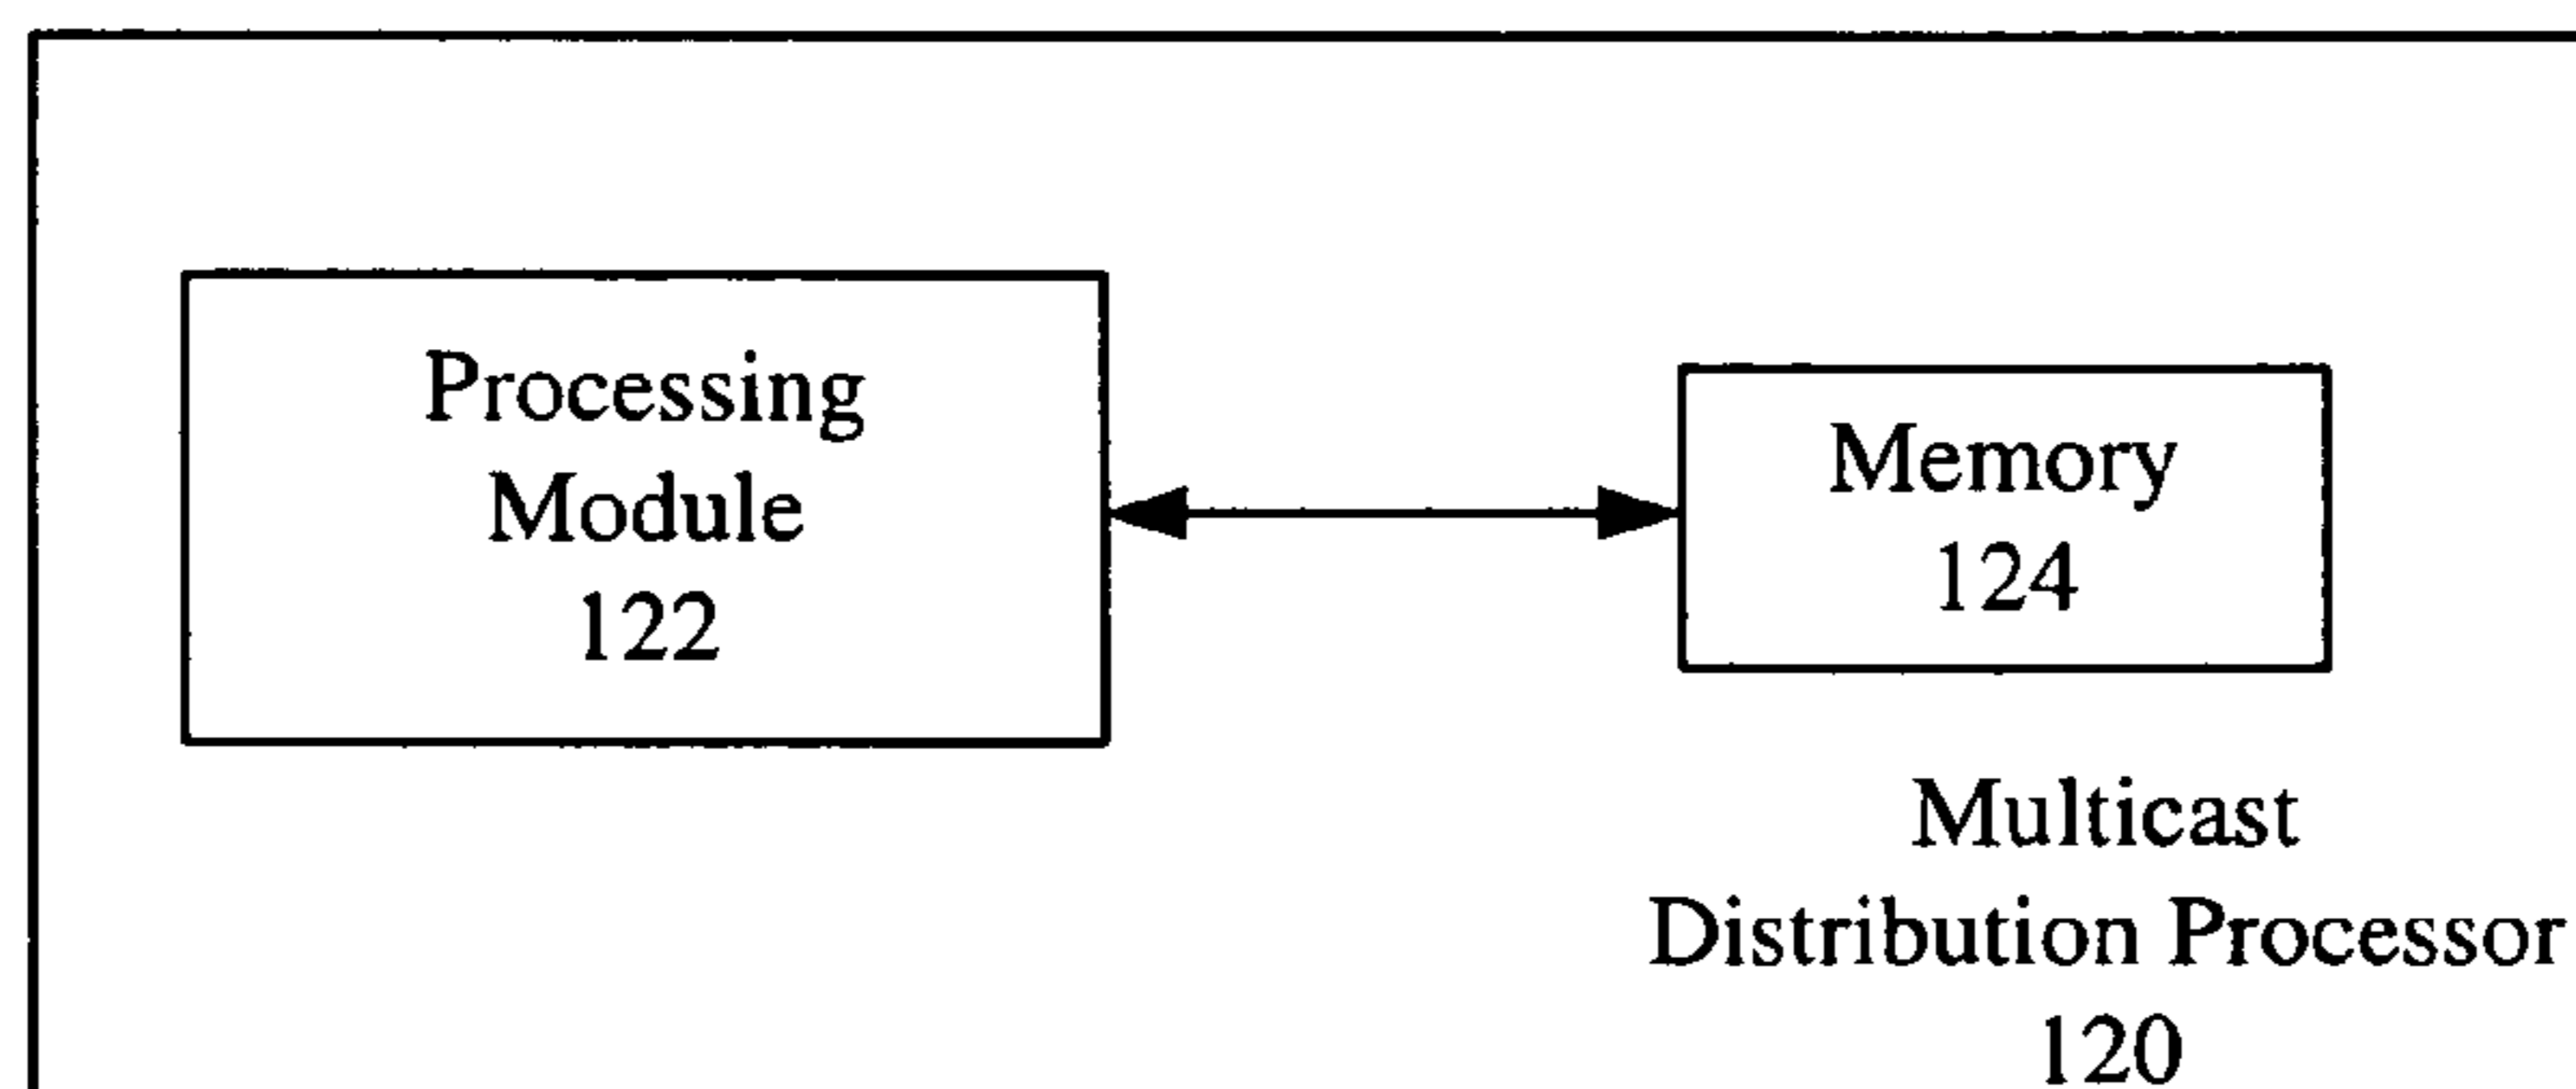 Processing
Module
122
Memory
124
Multicast
Distribution Processor
120